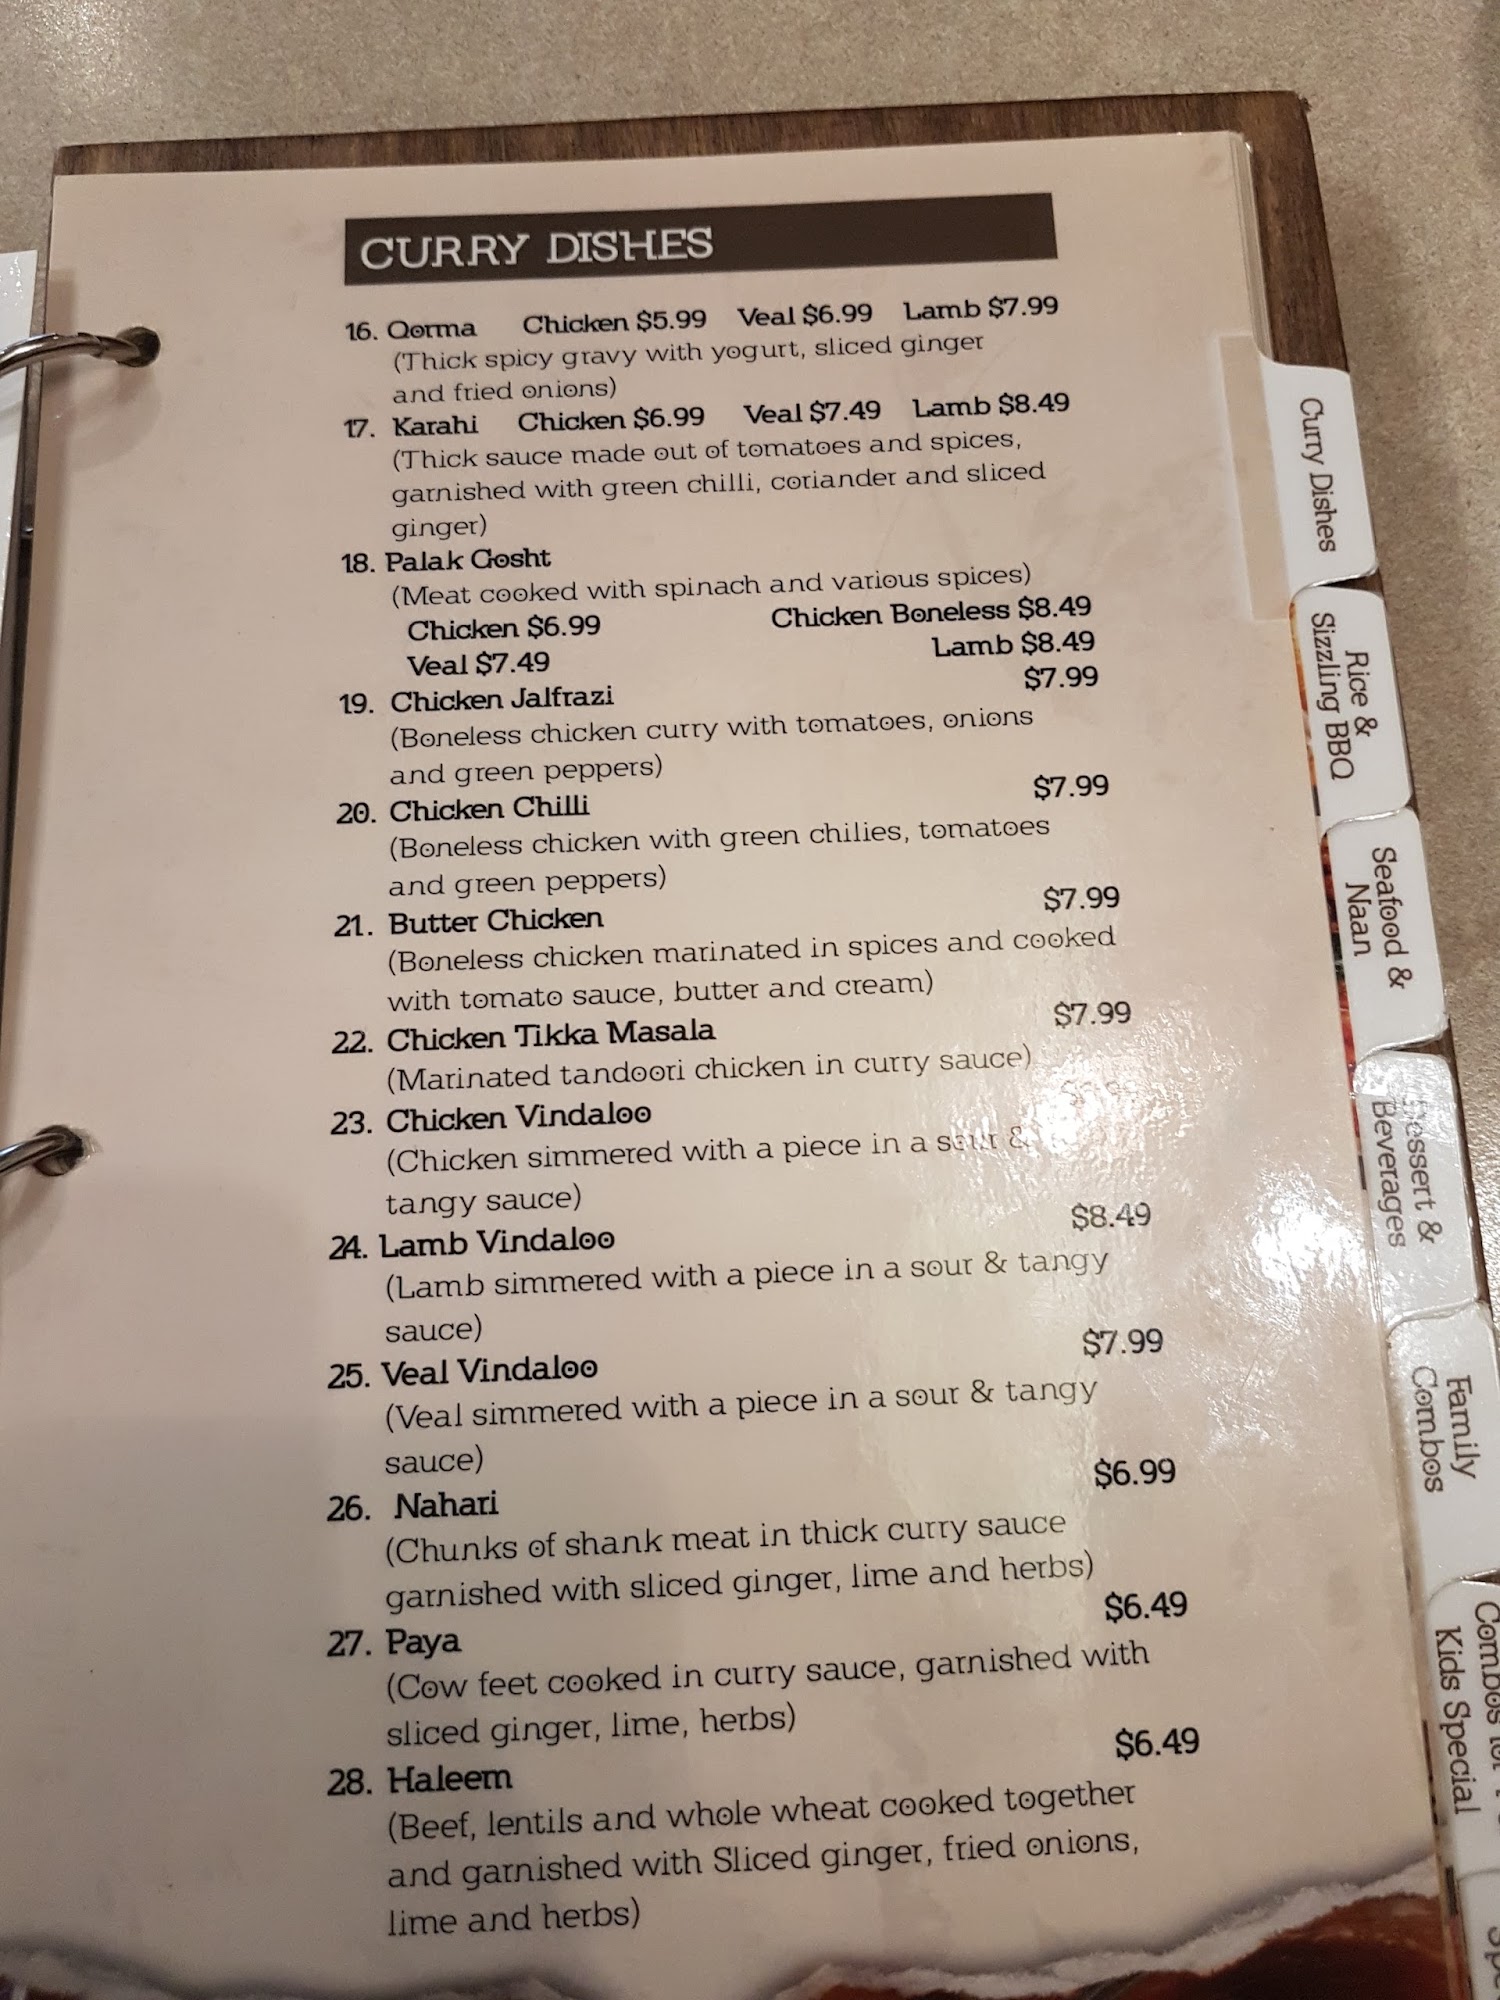 CURRY DISHES
16. Qorma Chicken $5.99 Veal $6.99 Lamb $7.99
(Thick spicy gravy with yogurt, sliced ginger
and fried onions)
17. Karahi Chicken $6.99 Veal $7.49 Lamb $8.49
(Thick sauce made out of tomatoes and spices,
garnished with green chilli, coriander and sliced
ginger)
18. Palak Gosht
(Meat cooked with spinach and various spices)
Chicken $6.99 Chicken Boneless $8.49
Veal $7.49 Lamb $8.49
19. Chicken Jalfrazi $7.99
(Boneless chicken curry with tomatoes, onions
and green peppers)
20. Chicken Chilli $7.99
(Boneless chicken with green chilies, tomatoes
and green peppers)
21. Butter Chicken $7.99
(Boneless chicken marinated in spices and cooked
with tomato sauce, butter and cream)
22. Chicken Tikka Masala $7.99
(Marinated tandoori chicken in curry sauce)
23. Chicken Vindaloo
(Chicken simmered with a piece in a sour &
tangy sauce)
24. Lamb Vindaloo $8.49
(Lamb simmered with a piece in a sour & tangy
sauce)
25. Veal Vindaloo $7.99
(Veal simmered with a piece in a sour & tangy
sauce)
26. Nahari $6.99
(Chunks of shank meat in thick curry sauce
garnished with sliced ginger, lime and herbs)
27. Paya $6.49
(Cow feet cooked in curry sauce, garnished with
sliced ginger, lime, herbs)
28. Haleem $6.49
(Beef, lentils and whole wheat cooked together
and garnished with Sliced ginger, fried onions,
lime and herbs)
Curry Dishes
Rice &
Sizzling BBQ
Seafood &
Naan
Dessert &
Beverages
Family
Combos
Combos
Kids Special